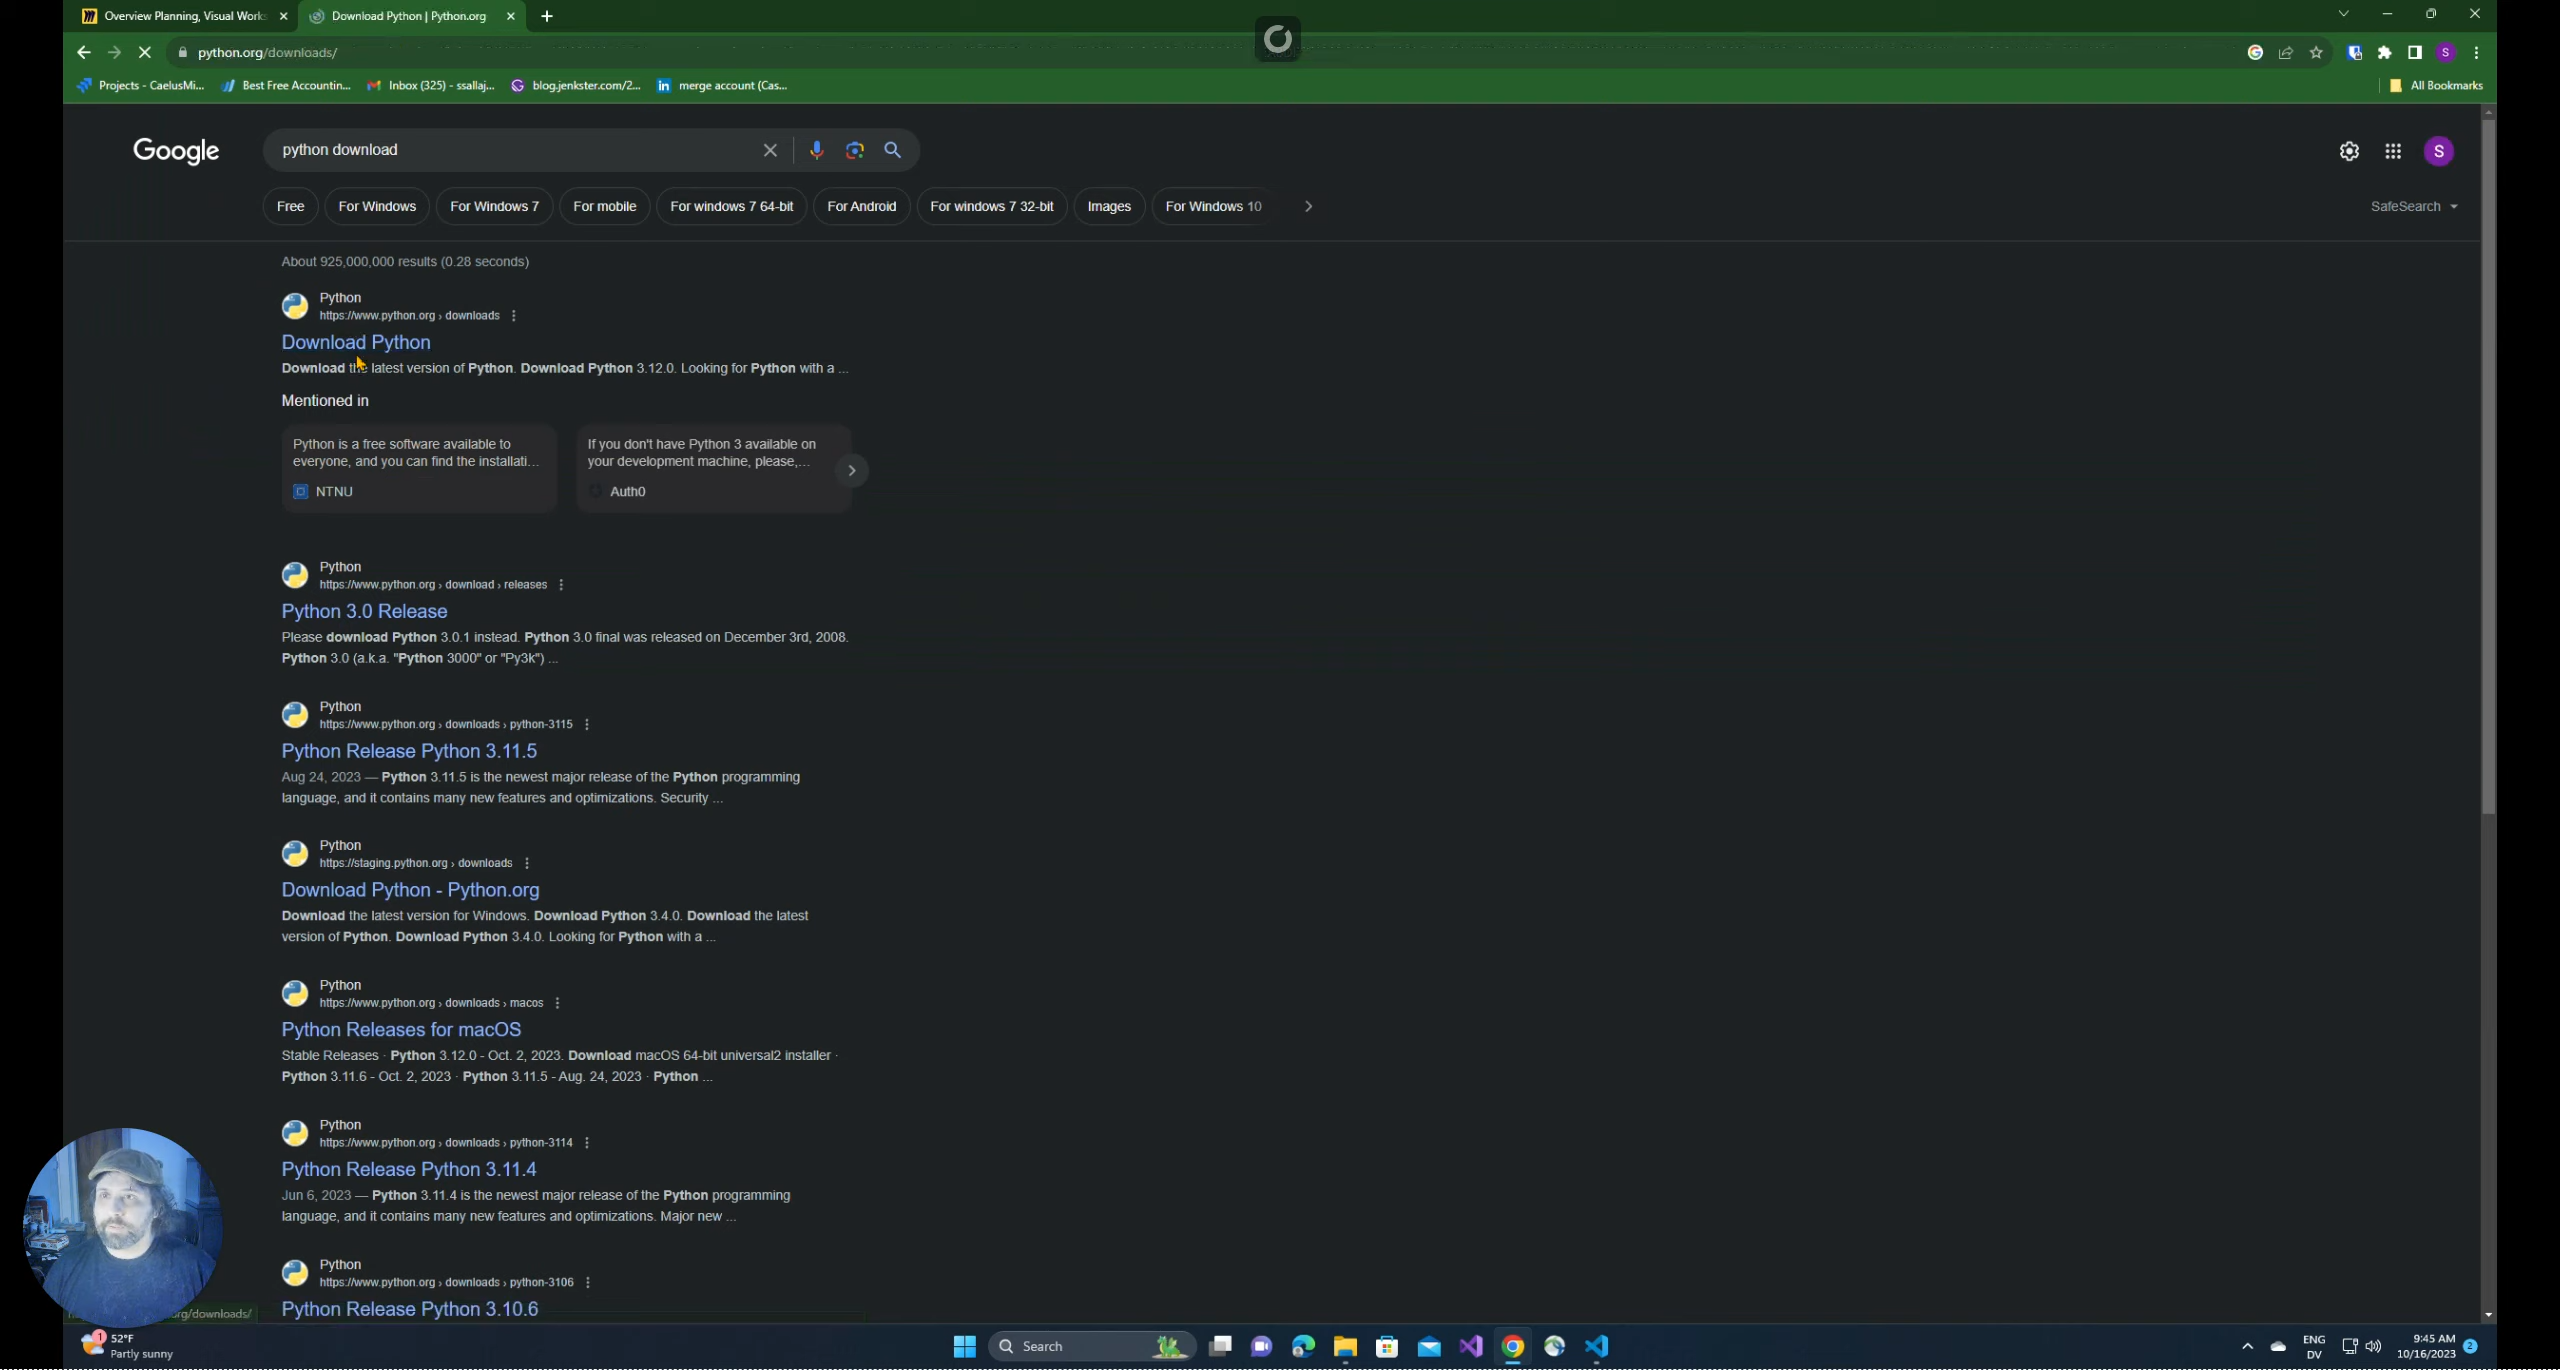 Overview Planning, Visual Works
Download Python | Python.org
python.org/downloads/
Projects - CaelusMi...
Best Free Accountin...
Inbox (325) - ssallaj...
blog.jenkster.com/2...
merge account (Cas...
All Bookmarks
Google
python download
S
Free
For Windows
For Windows 7
For mobile
For windows 7 64-bit
For Android
For windows 7 32-bit
Images
For Windows 10
SafeSearch
About 925,000,000 results (0.28 seconds)
Python
https://www.python.org › downloads
Download Python
Download the latest version of Python. Download Python 3.12.0. Looking for Python with a ...
Mentioned in
Python is a free software available to
everyone, and you can find the installati...
NTNU
If you don't have Python 3 available on
your development machine, please,...
Auth0
Python
https://www.python.org › download › releases
Python 3.0 Release
Please download Python 3.0.1 instead. Python 3.0 final was released on December 3rd, 2008.
Python 3.0 (a.k.a. "Python 3000" or "Py3k") ...
Python
https://www.python.org › downloads › python-3115
Python Release Python 3.11.5
Aug 24, 2023 — Python 3.11.5 is the newest major release of the Python programming
language, and it contains many new features and optimizations. Security ...
Python
https://staging.python.org › downloads
Download Python - Python.org
Download the latest version for Windows. Download Python 3.4.0. Download the latest
version of Python. Download Python 3.4.0. Looking for Python with a ...
Python
https://www.python.org › downloads › macos
Python Releases for macOS
Stable Releases · Python 3.12.0 - Oct. 2, 2023. Download macOS 64-bit universal2 installer ·
Python 3.11.6 - Oct. 2, 2023 · Python 3.11.5 - Aug. 24, 2023 · Python ...
Python
https://www.python.org › downloads › python-3114
Python Release Python 3.11.4
Jun 6, 2023 — Python 3.11.4 is the newest major release of the Python programming
language, and it contains many new features and optimizations. Major new ...
Python
https://www.python.org › downloads › python-3106
Python Release Python 3.10.6
org/downloads/
1
52°F
Partly sunny
Search
ENG
DV
9:45 AM
10/16/2023
2